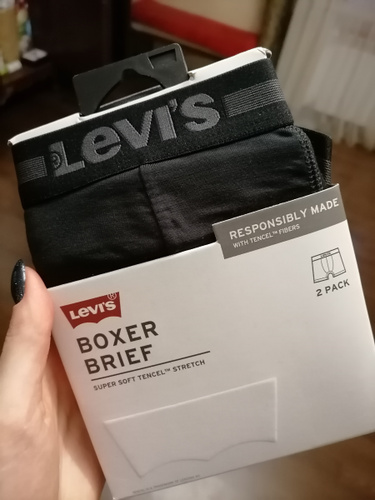 Levi's
RESPONSIBLY MADE
WITH TENCEL™ FIBERS
2 PACK
Levi's®
BOXER
BRIEF
SUPER SOFT TENCEL™ STRETCH